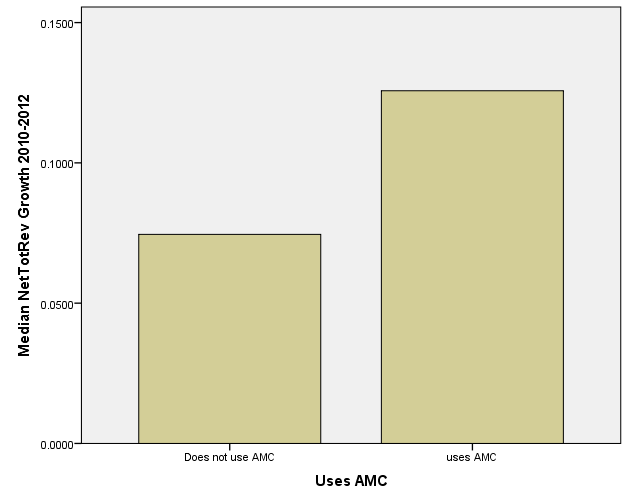 Median NetTotRev Growth 2010-2012
0.1500
0.1000
0.0500
0.0000
Does not use AMC
uses AMC
Uses AMC